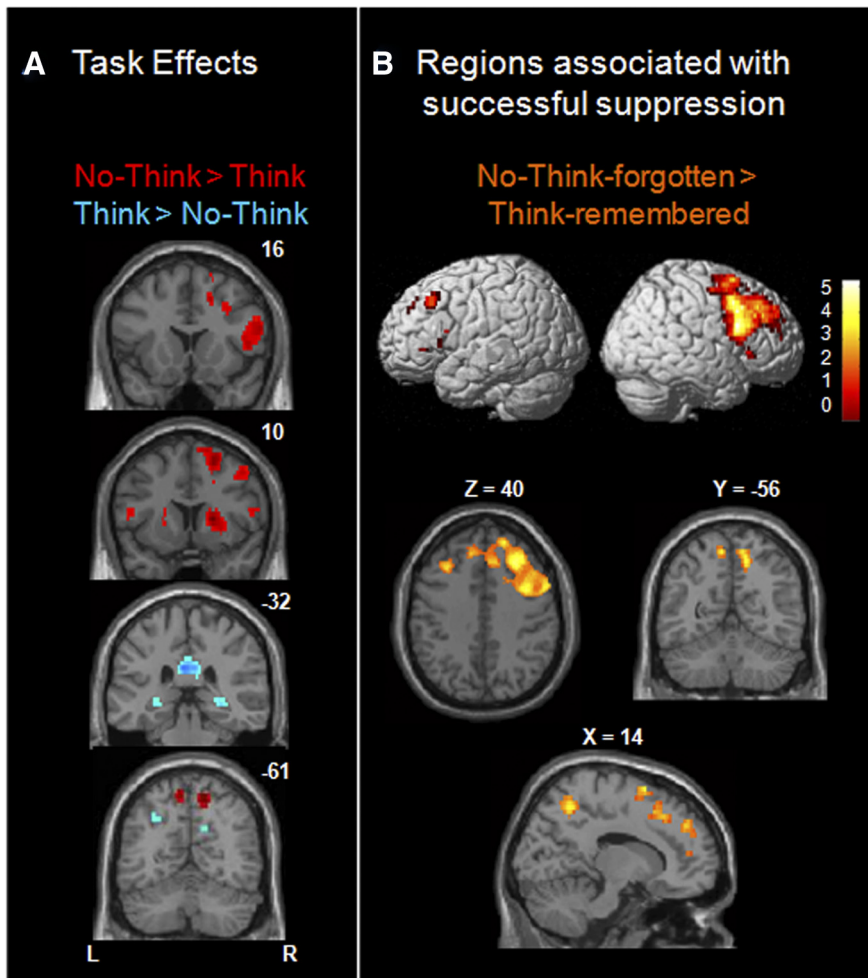 A Task Effects
No-Think > Think
Think > No-Think
16
10
-32
-61
L R
B Regions associated with
successful suppression
No-Think-forgotten >
Think-remembered
5
4
3
2
1
0
Z = 40
Y = -56
X = 14